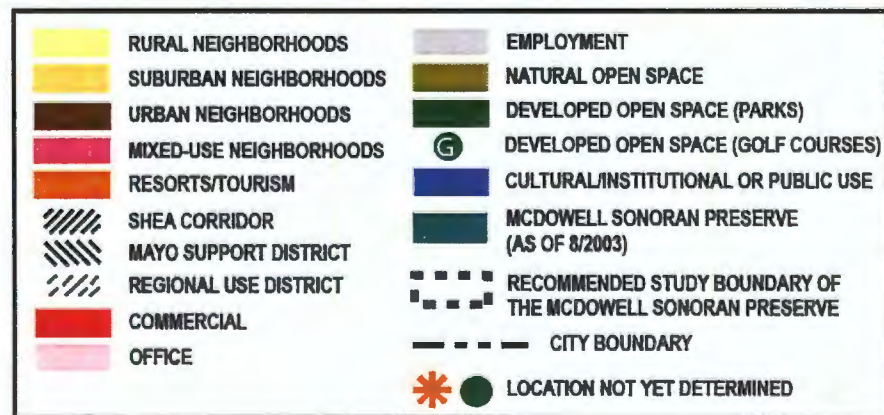 RURAL NEIGHBORHOODS
SUBURBAN NEIGHBORHOODS
URBAN NEIGHBORHOODS
MIXED-USE NEIGHBORHOODS
RESORTS/TOURISM
SHEA CORRIDOR
MAYO SUPPORT DISTRICT
REGIONAL USE DISTRICT
COMMERCIAL
OFFICE
EMPLOYMENT
NATURAL OPEN SPACE
DEVELOPED OPEN SPACE (PARKS)
G DEVELOPED OPEN SPACE (GOLF COURSES)
CULTURAL/INSTITUTIONAL OR PUBLIC USE
MCDOWELL SONORAN PRESERVE
(AS OF 8/2003)
RECOMMENDED STUDY BOUNDARY OF
THE MCDOWELL SONORAN PRESERVE
CITY BOUNDARY
LOCATION NOT YET DETERMINED